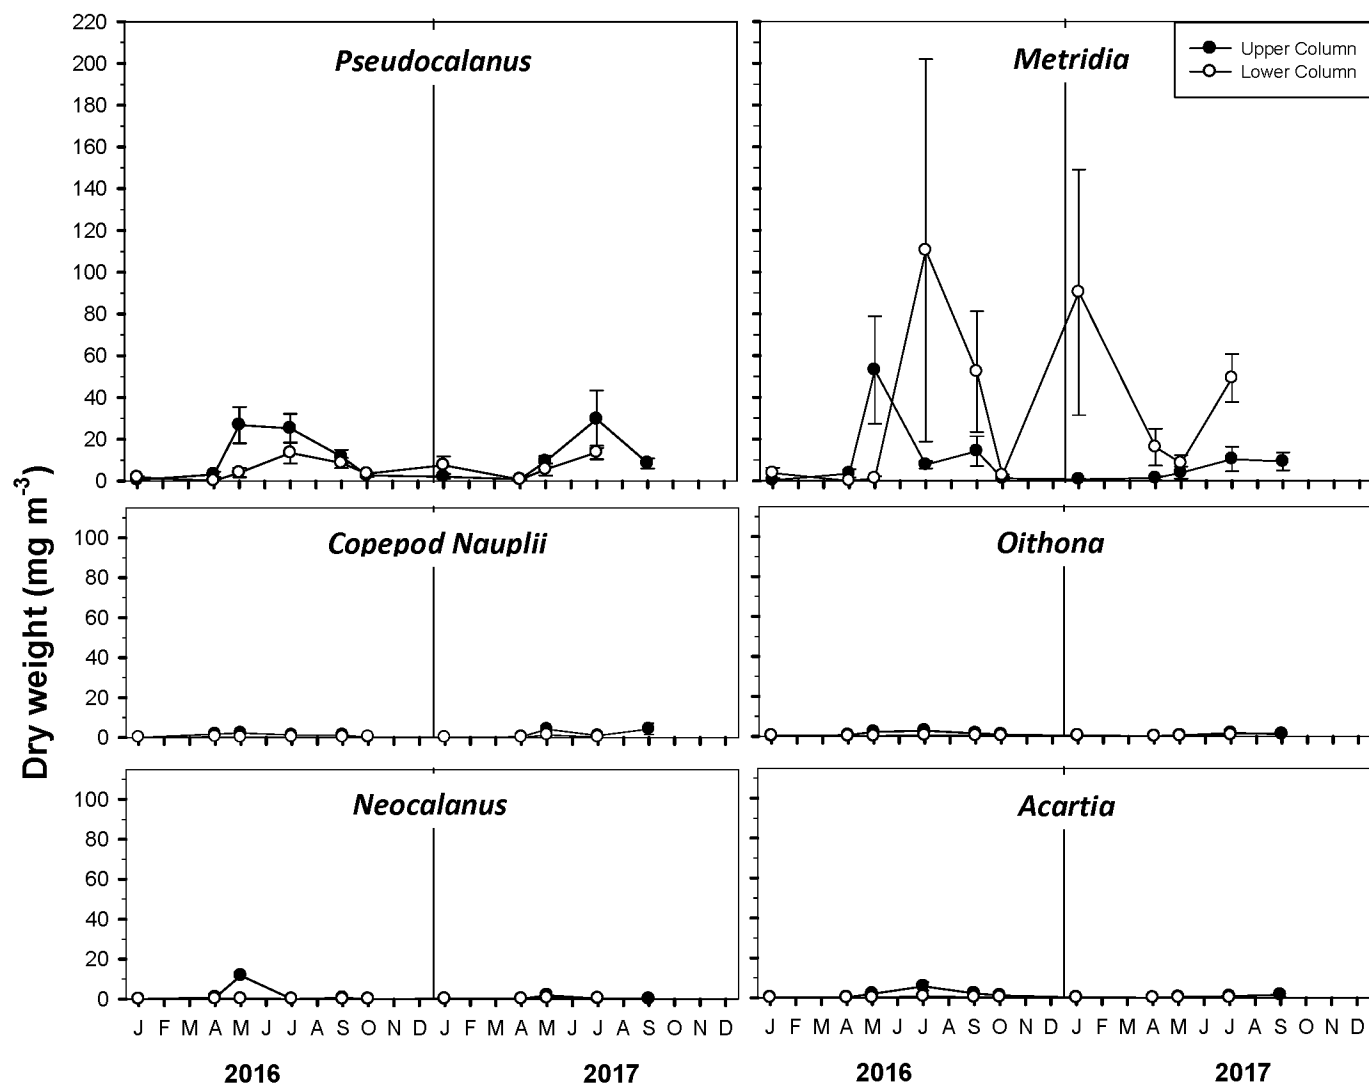 Pseudocalanus
Metridia
Upper Column
Lower Column
220
200
180
160
140
120
100
80
60
40
20
0
Copepod Nauplii
Oithona
100
80
60
40
20
0
Neocalanus
Acartia
100
80
60
40
20
0
Dry weight (mg m-3)
J F M A M J J A S O N D J F M A M J J A S O N D
J F M A M J J A S O N D J F M A M J J A S O N D
2016 2017
2016 2017